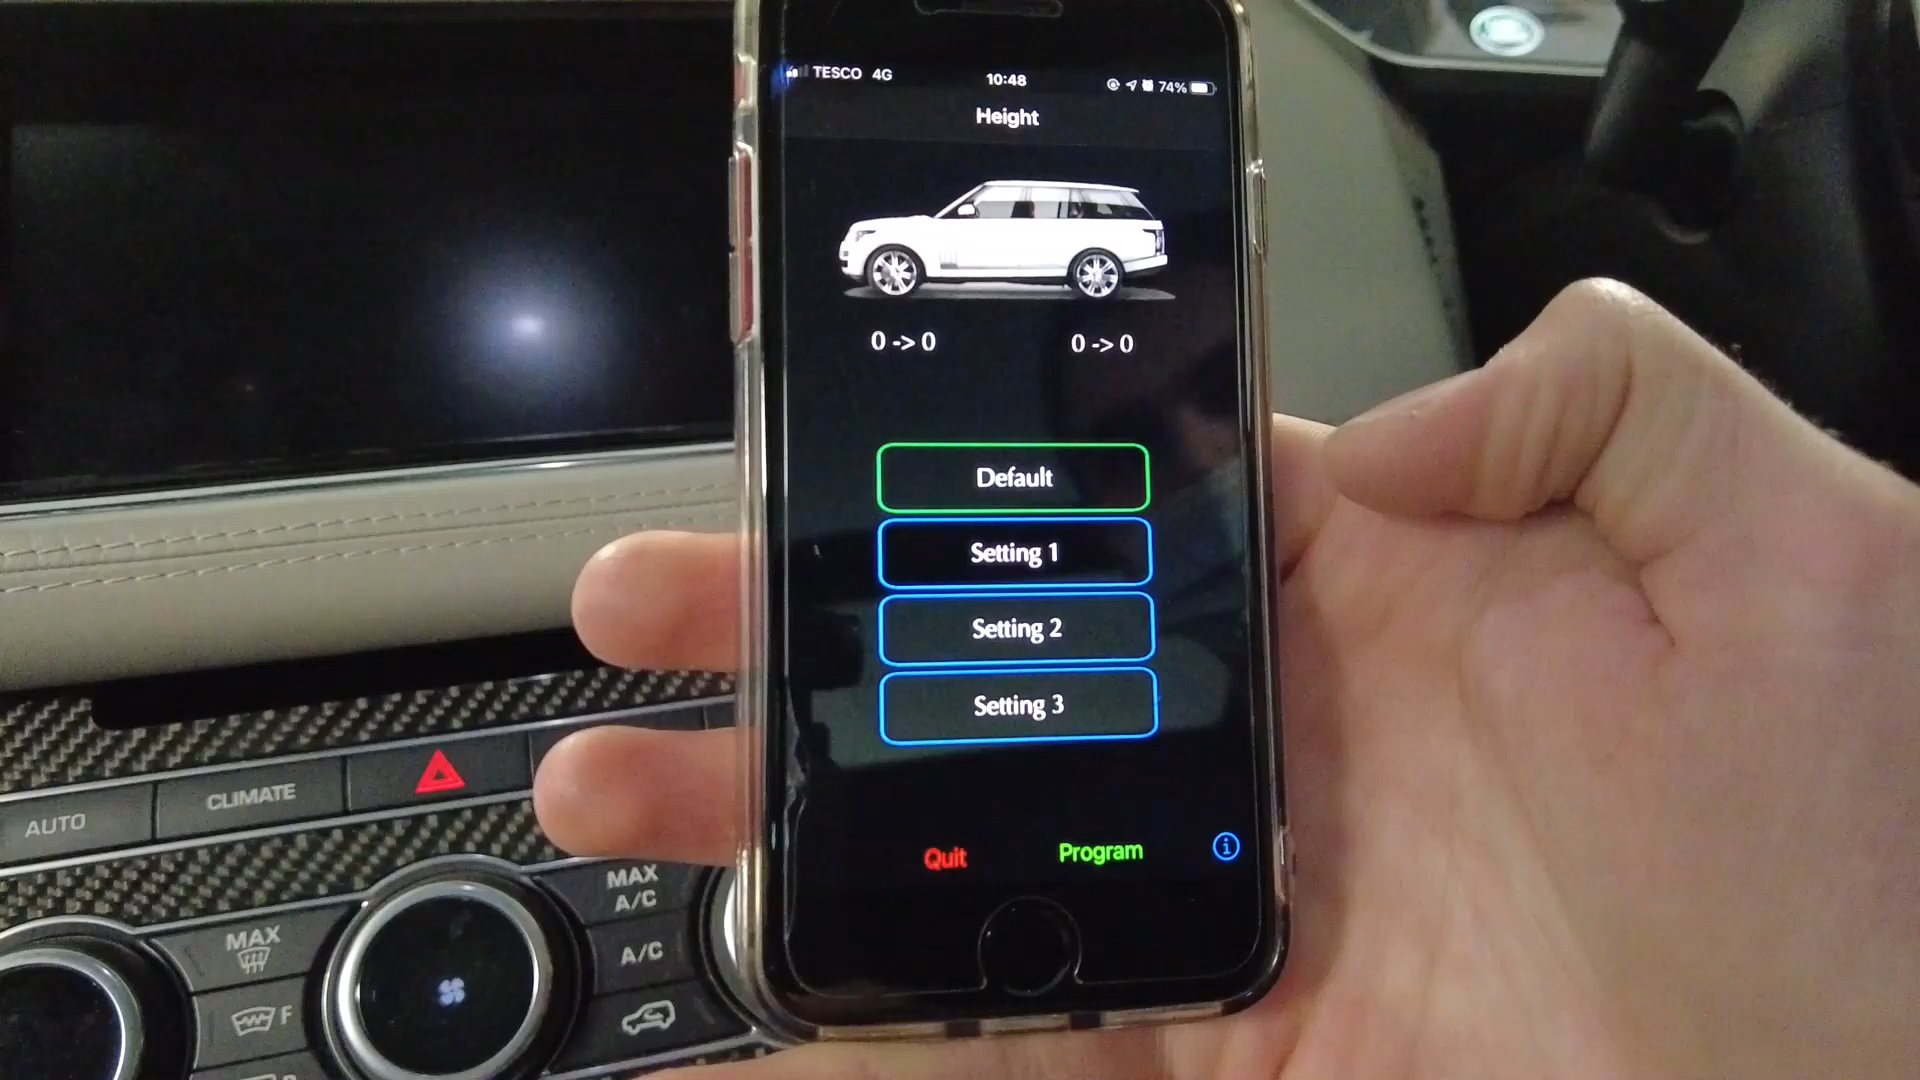 TESCO 4G 10:48 74%
Height
0 -> 0 0 -> 0
Default
Setting 1
Setting 2
Setting 3
Quit Program
AUTO CLIMATE
MAX
A/C
MAX
A/C
F